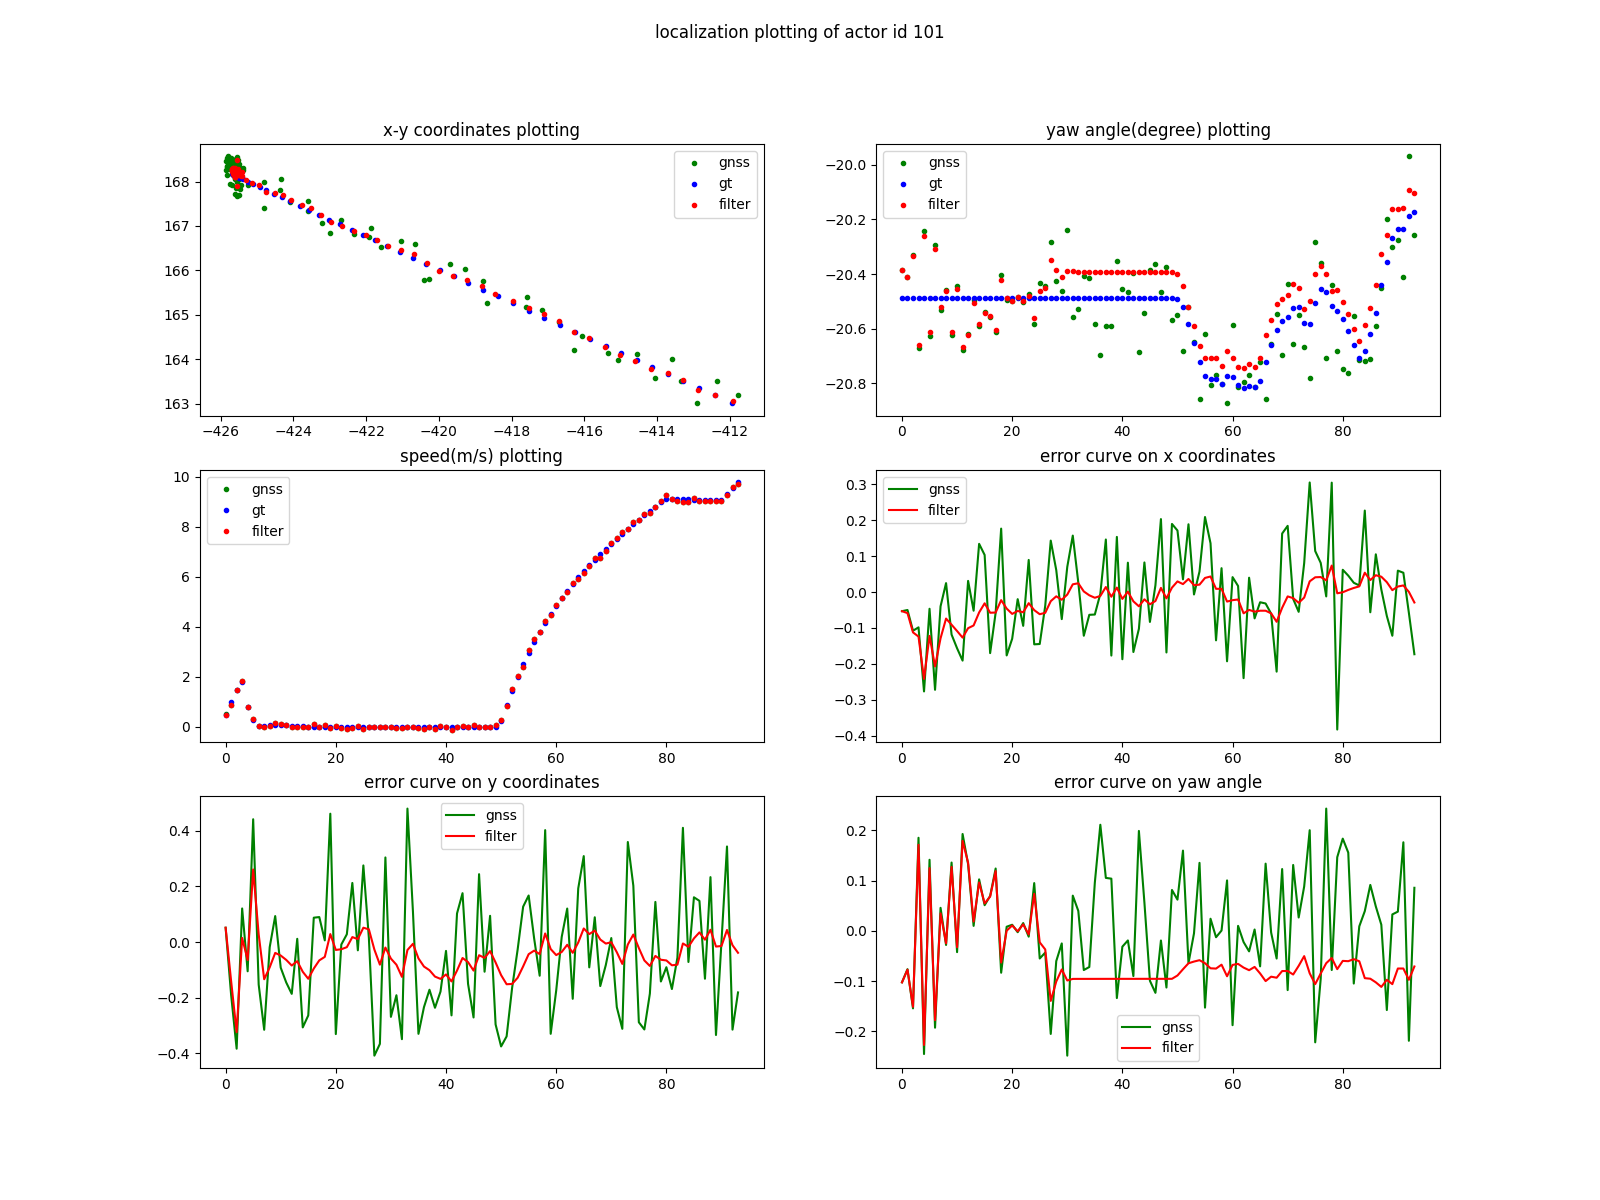 localization plotting of actor id 101
x-y coordinates plotting
gnss
gt
filter
168
167
166
165
164
163
−426 −424 −422 −420 −418 −416 −414 −412
yaw angle(degree) plotting
gnss
gt
filter
−20.0
−20.2
−20.4
−20.6
−20.8
0 20 40 60 80
speed(m/s) plotting
gnss
gt
filter
10
8
6
4
2
0
0 20 40 60 80
error curve on x coordinates
gnss
filter
0.3
0.2
0.1
0.0
−0.1
−0.2
−0.3
−0.4
0 20 40 60 80
error curve on y coordinates
gnss
filter
0.4
0.2
0.0
−0.2
−0.4
0 20 40 60 80
error curve on yaw angle
0.2
0.1
0.0
−0.1
−0.2
gnss
filter
0 20 40 60 80